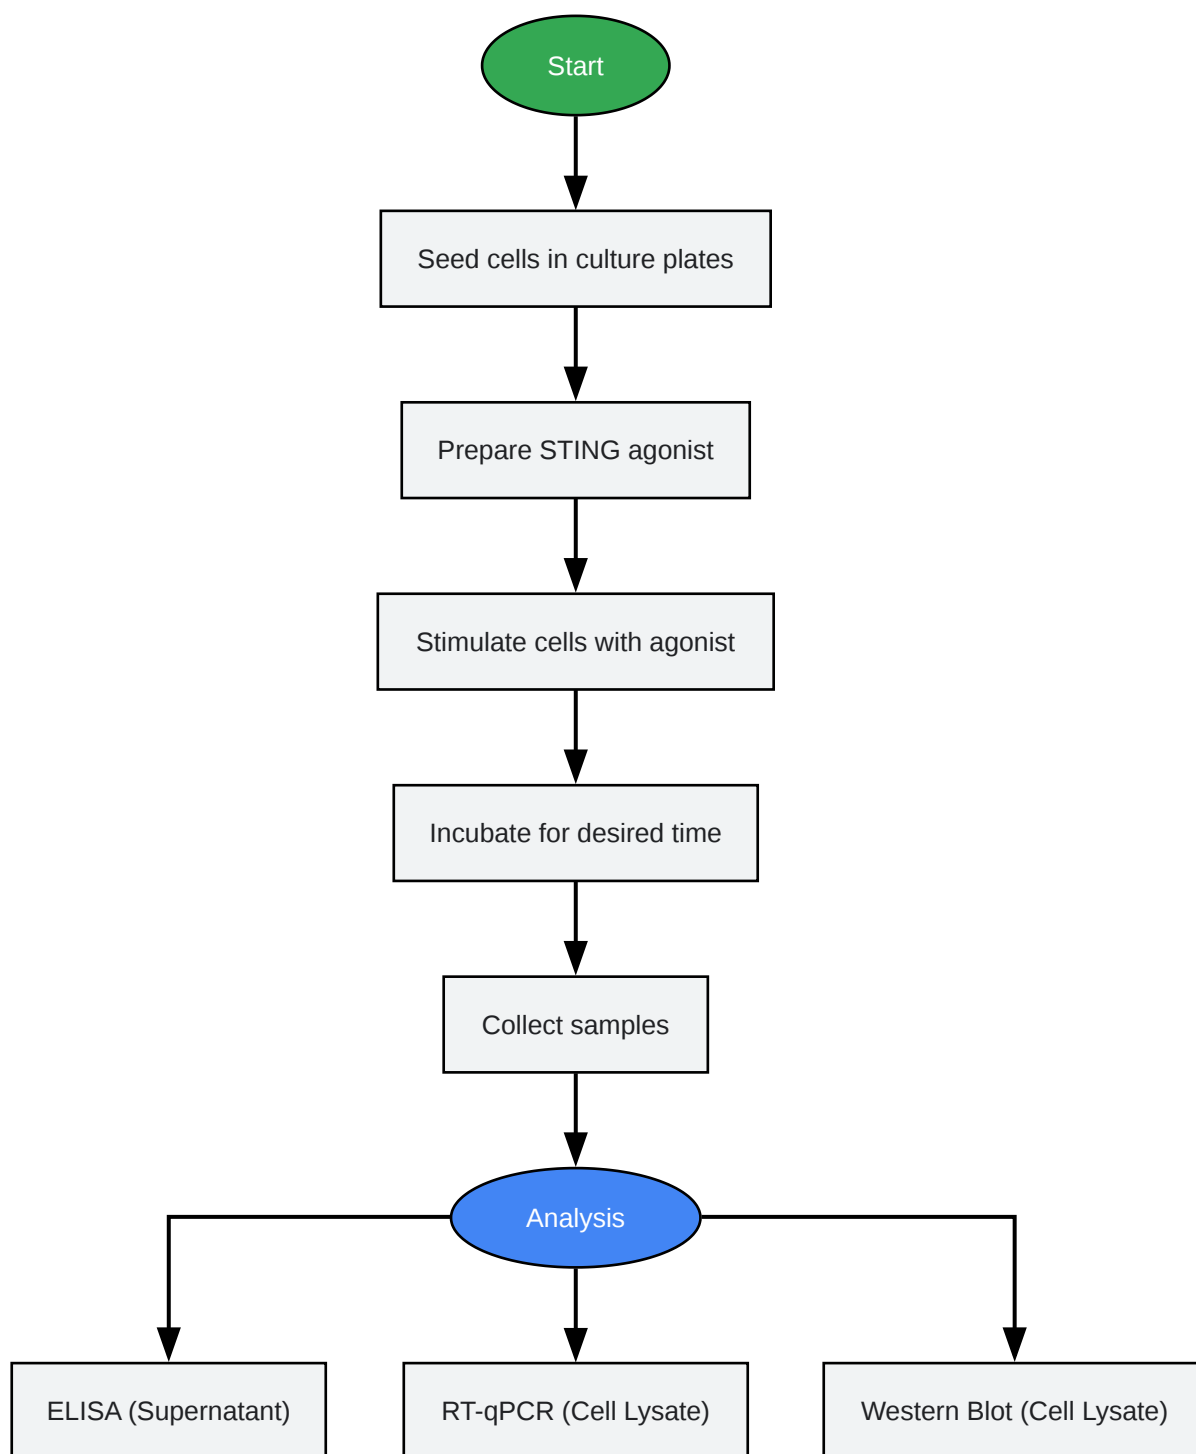 Start
Seed cells in culture plates
Prepare STING agonist
Stimulate cells with agonist
Incubate for desired time
Collect samples
Analysis
ELISA (Supernatant)
RT-qPCR (Cell Lysate)
Western Blot (Cell Lysate)